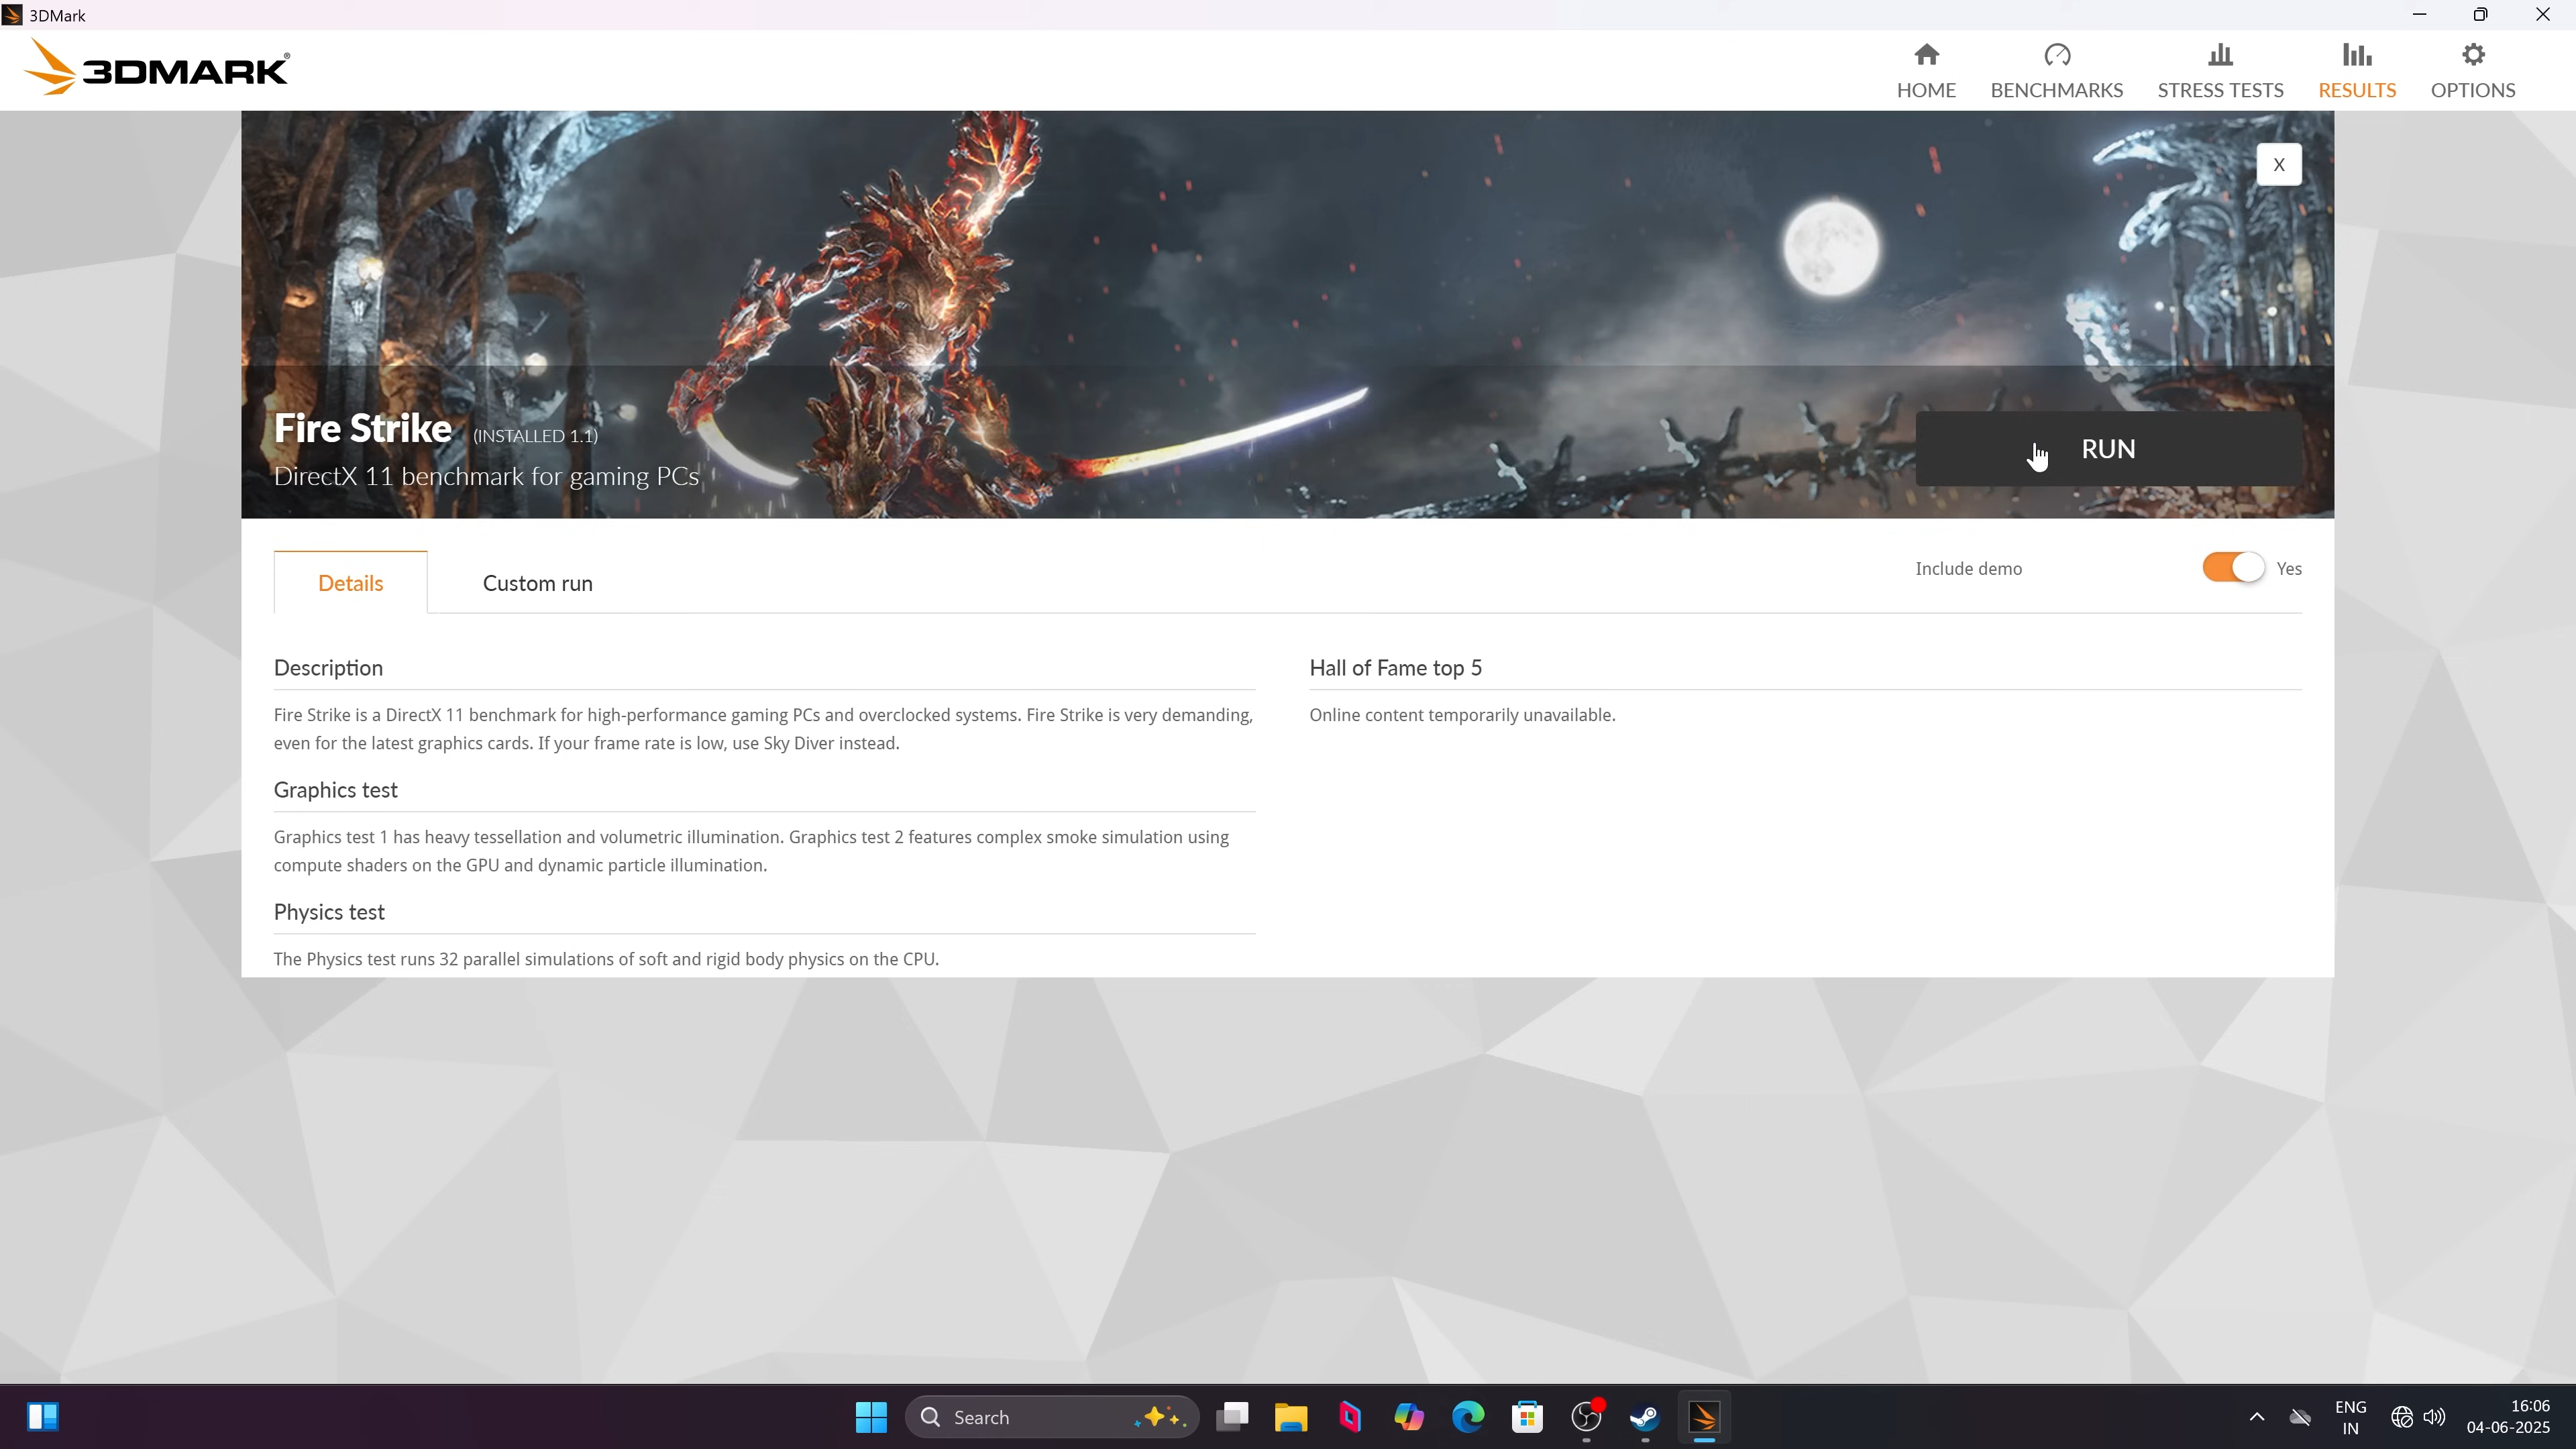 3DMark
3DMARK®
HOME
BENCHMARKS
STRESS TESTS
RESULTS
OPTIONS
X
Fire Strike (INSTALLED 1.1)
DirectX 11 benchmark for gaming PCs
RUN
Details
Custom run
Include demo
Yes
Description
Fire Strike is a DirectX 11 benchmark for high-performance gaming PCs and overclocked systems. Fire Strike is very demanding,
even for the latest graphics cards. If your frame rate is low, use Sky Diver instead.
Graphics test
Graphics test 1 has heavy tessellation and volumetric illumination. Graphics test 2 features complex smoke simulation using
compute shaders on the GPU and dynamic particle illumination.
Physics test
The Physics test runs 32 parallel simulations of soft and rigid body physics on the CPU.
Hall of Fame top 5
Online content temporarily unavailable.
Search
ENG
IN
16:06
04-06-2025